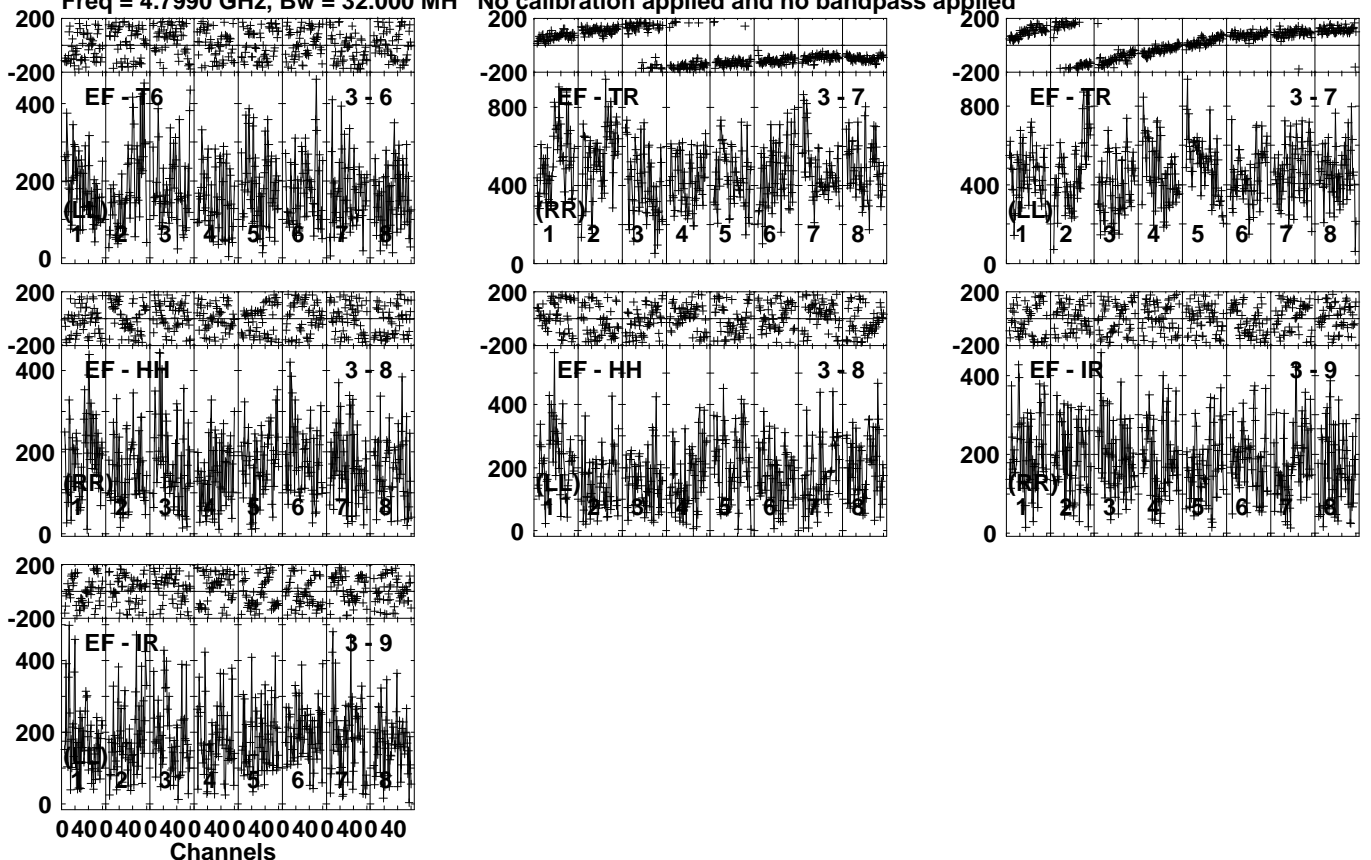 Freq = 4.7990 GHz, Bw = 32.000 MH No calibration applied and no bandpass applied
200
-200
EF - T6 3 - 6
400
200
0
(LL)
1 2 3 4 5 6 7 8
200
-200
EF - TR 3 - 7
800
400
0
(RR)
1 2 3 4 5 6 7 8
200
-200
EF - TR 3 - 7
800
400
0
(LL)
1 2 3 4 5 6 7 8
200
-200
EF - HH 3 - 8
400
200
0
(RR)
1 2 3 4 5 6 7 8
200
-200
EF - HH 3 - 8
400
200
0
(LL)
1 2 3 4 5 6 7 8
200
-200
EF - IR 3 - 9
400
200
0
(RR)
1 2 3 4 5 6 7 8
200
-200
EF - IR 3 - 9
400
200
0
(LL)
1 2 3 4 5 6 7 8
0 40 0 40 0 40 0 40 0 40 0 40 0 40 0 40
Channels